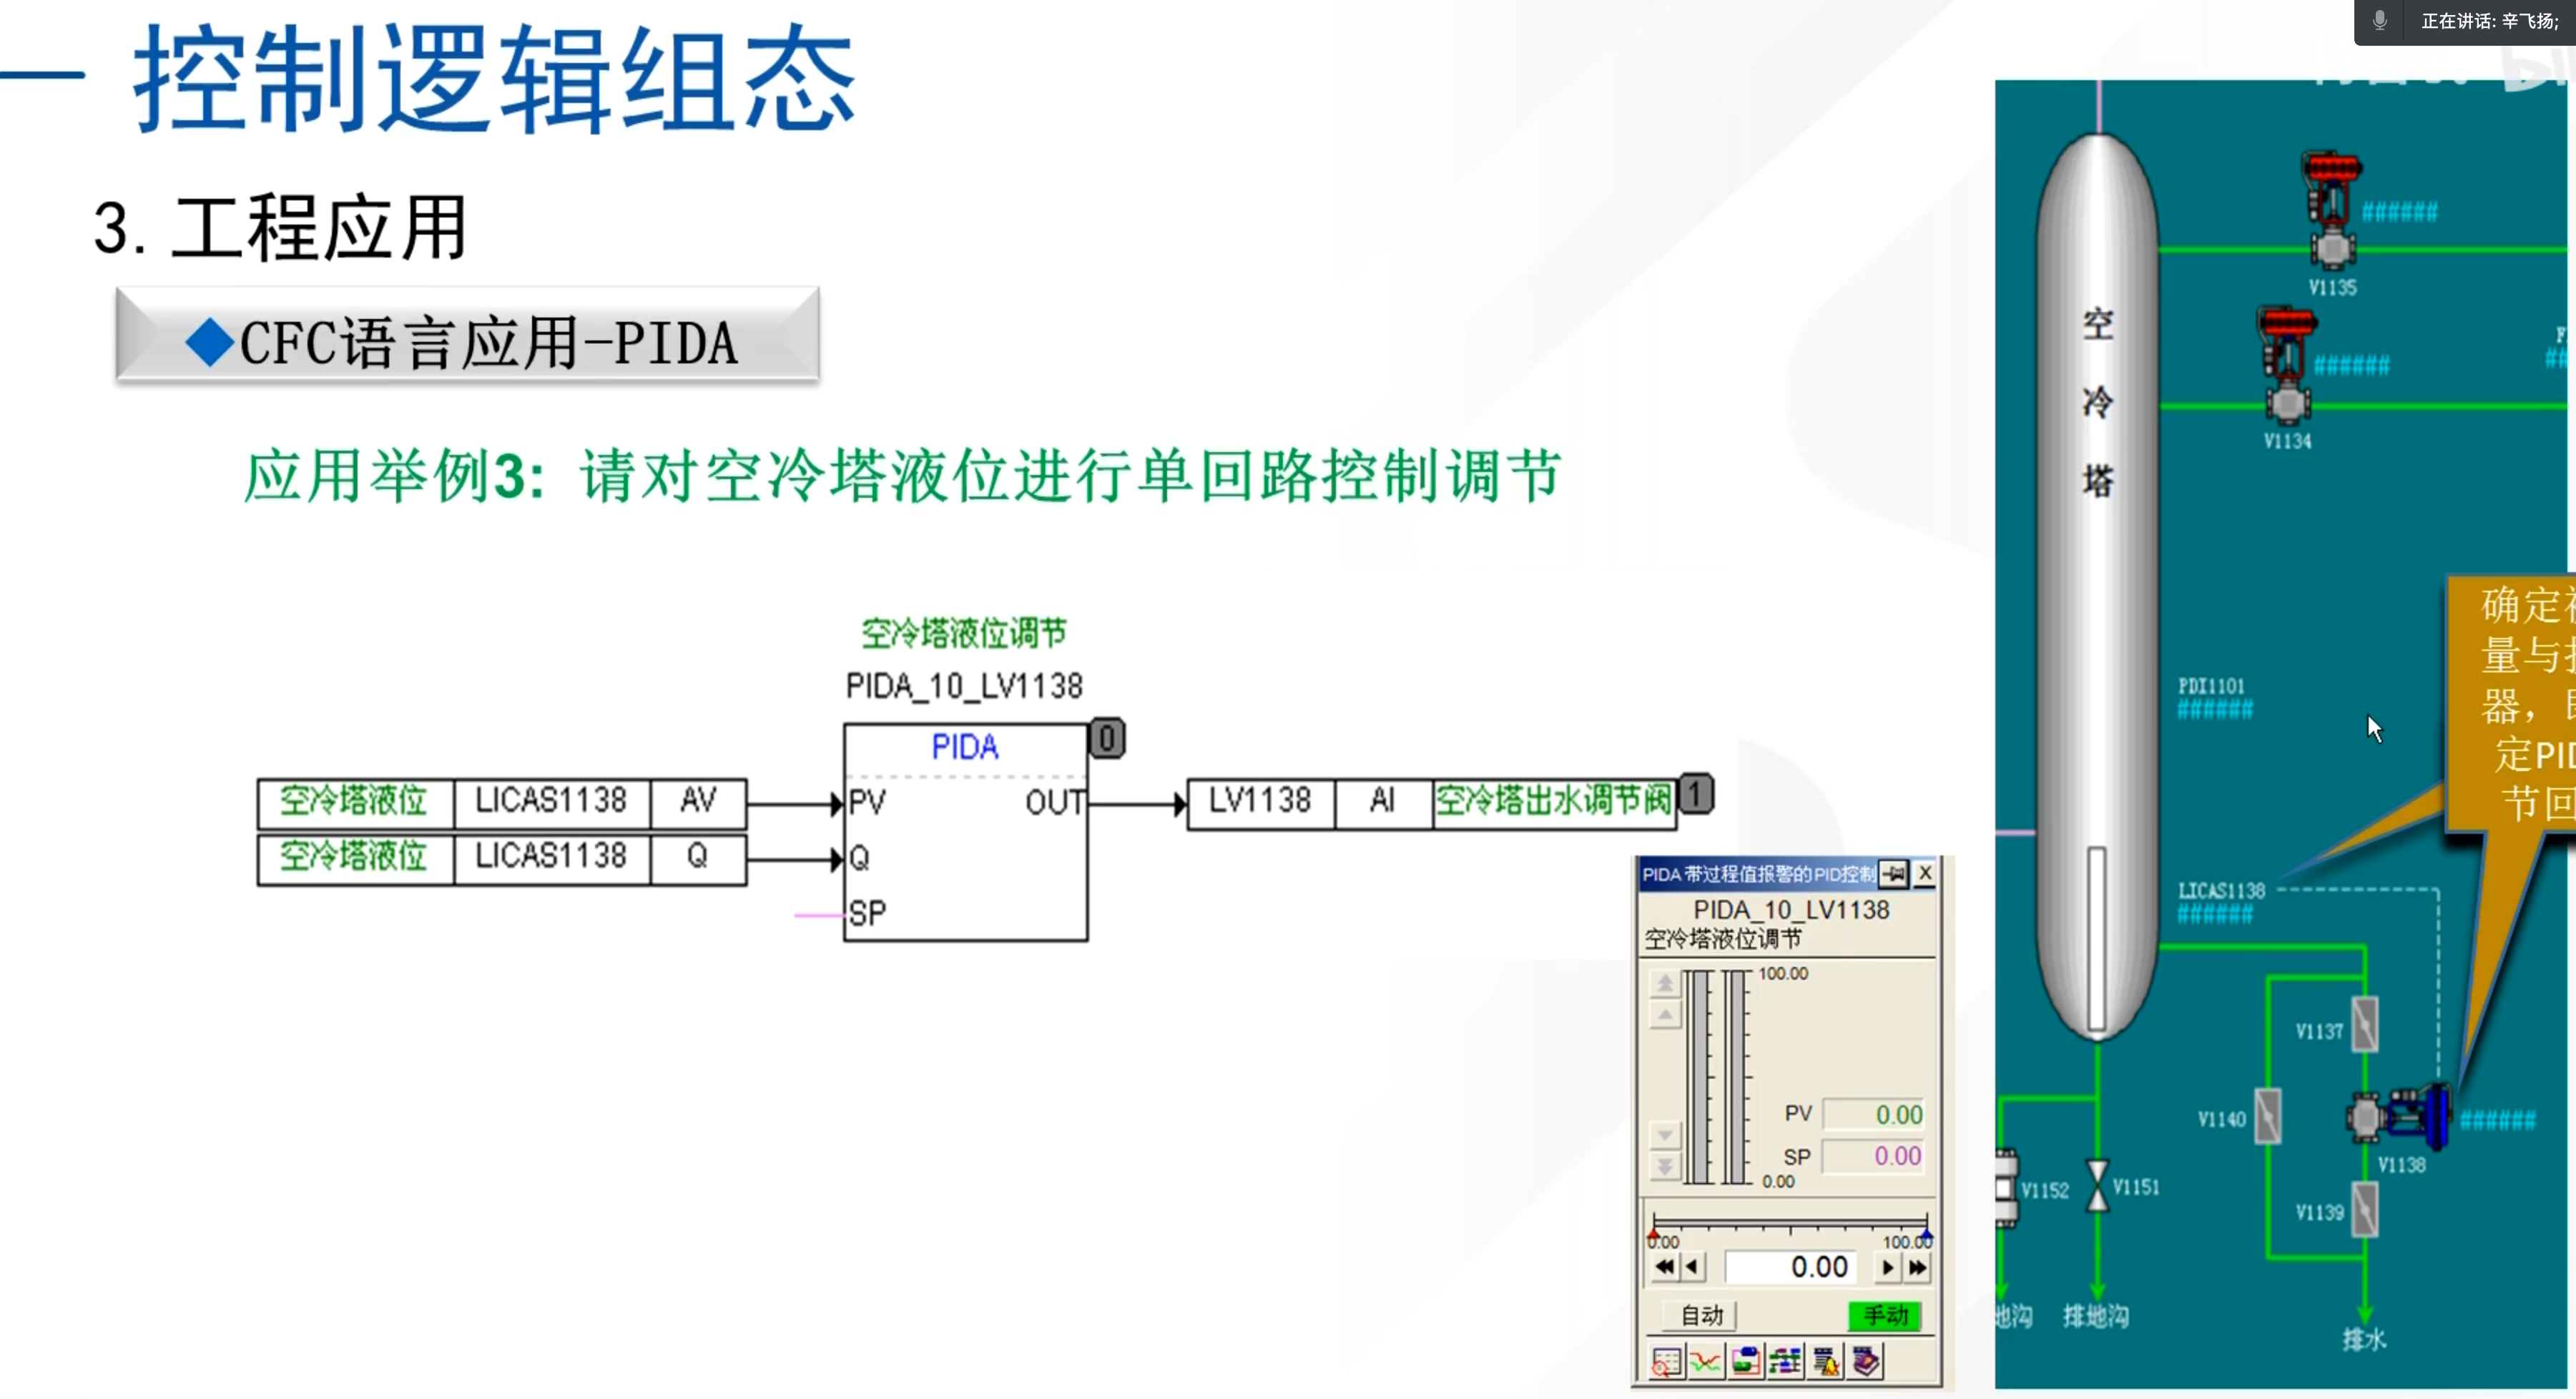 正在讲话: 辛飞扬;
控制逻辑组态
3. 工程应用
◆CFC语言应用-PIDA
应用举例3: 请对空冷塔液位进行单回路控制调节
空冷塔液位调节
PIDA_10_LV1138
PIDA
0
空冷塔液位 LICAS1138 AV
PV OUT
LV1138 AI 空冷塔出水调节阀
1
空冷塔液位 LICAS1138 Q
Q
SP
PIDA 带过程值报警的PID控制
X
PIDA_10_LV1138
空冷塔液位调节
100.00
PV 0.00
SP 0.00
0.00
0.00 100.00
0.00
自动 手动
空冷塔
######
V1135
######
V1134
##
PDI1101
######
确定
量与
器,
定PID
节回
LICAS1138
######
V1137
V1140
######
V1138
V1152
V1151
V1139
地沟
排地沟
排水